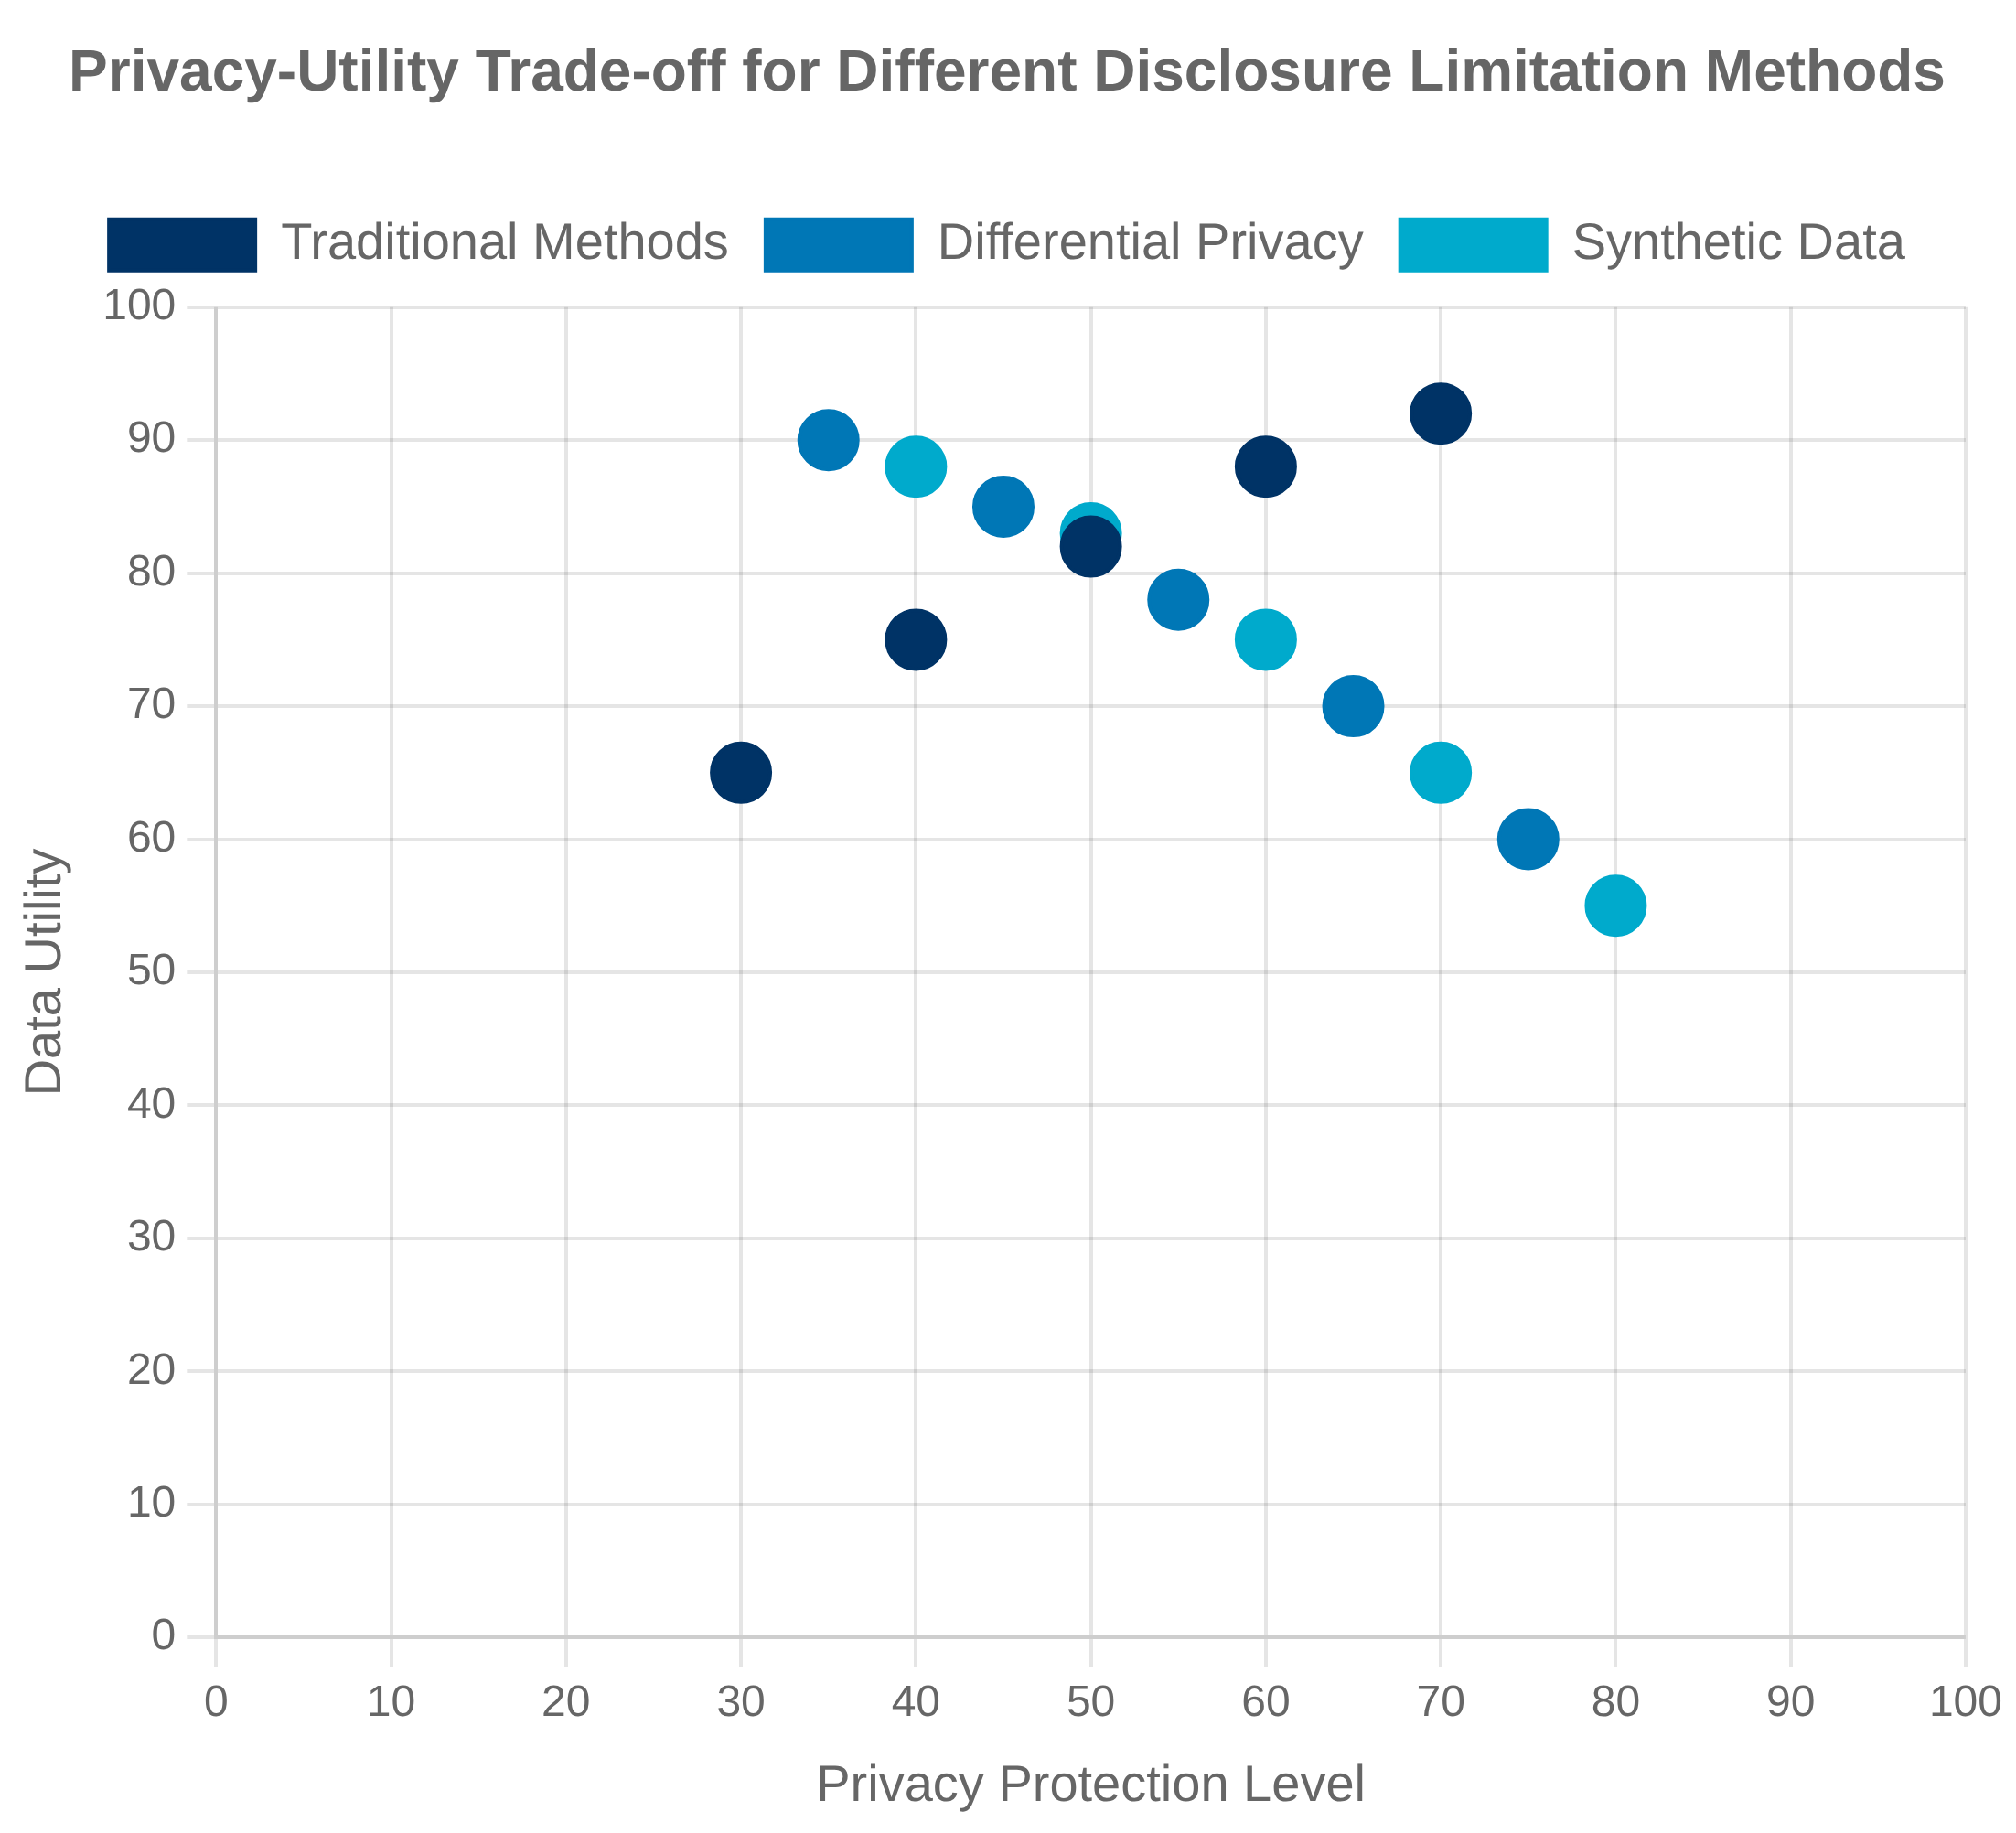 Privacy-Utility Trade-off for Different Disclosure Limitation Methods
Traditional Methods
Differential Privacy
Synthetic Data
100
90
80
70
60
50
40
30
20
10
0
Data Utility
0 10 20 30 40 50 60 70 80 90 100
Privacy Protection Level